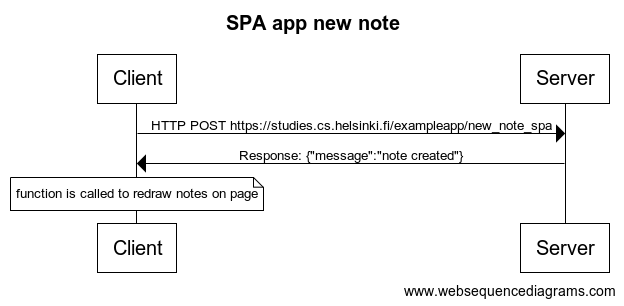 SPA app new note
Client
Server
HTTP POST https://studies.cs.helsinki.fi/exampleapp/new_note_spa
Response: {"message":"note created"}
function is called to redraw notes on page
Client
Server
www.websequencediagrams.com